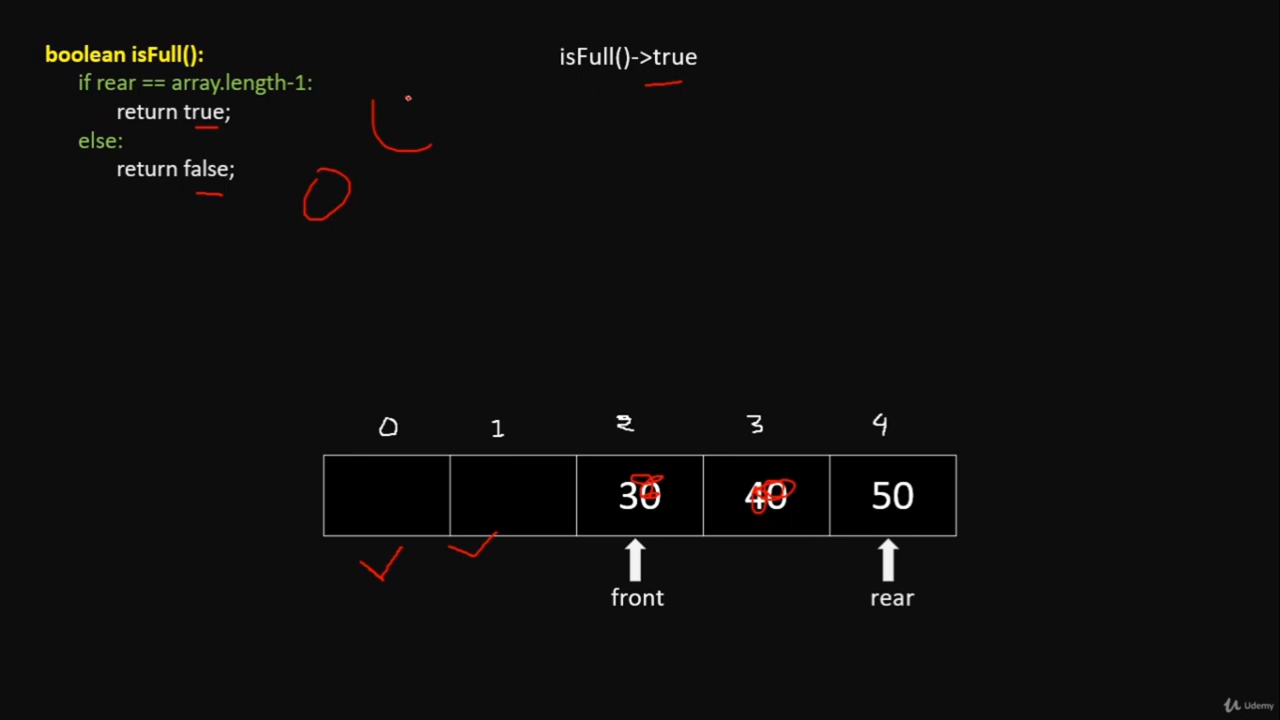 boolean isFull():
if rear == array.length-1:
return true;
else:
return false;
isFull()->true
0 1 2 3 4
30 40 50
front rear
Udemy